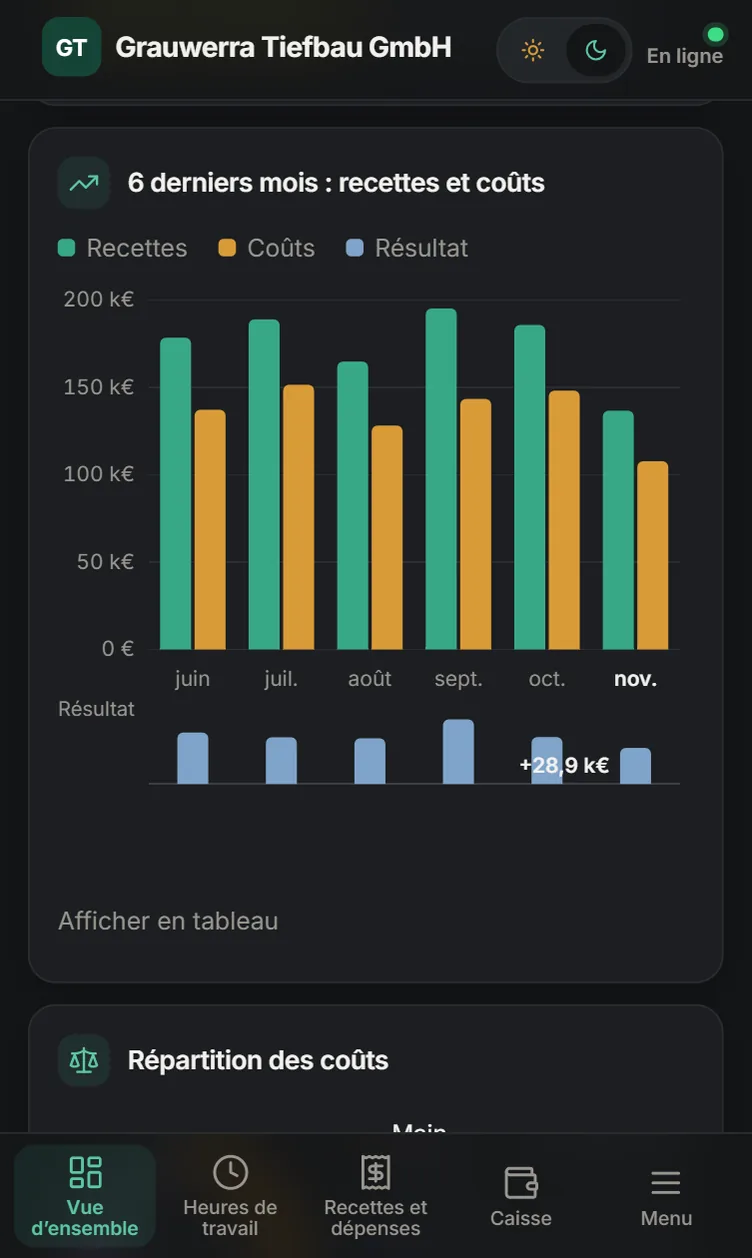 GT
Grauwerra Tiefbau GmbH
En ligne
6 derniers mois : recettes et coûts
Recettes
Coûts
Résultat
200 k€
150 k€
100 k€
50 k€
0 €
juin
juil.
août
sept.
oct.
nov.
Résultat
+28,9 k€
Afficher en tableau
Répartition des coûts
Main
Vue
d’ensemble
Heures de
travail
Recettes et
dépenses
Caisse
Menu